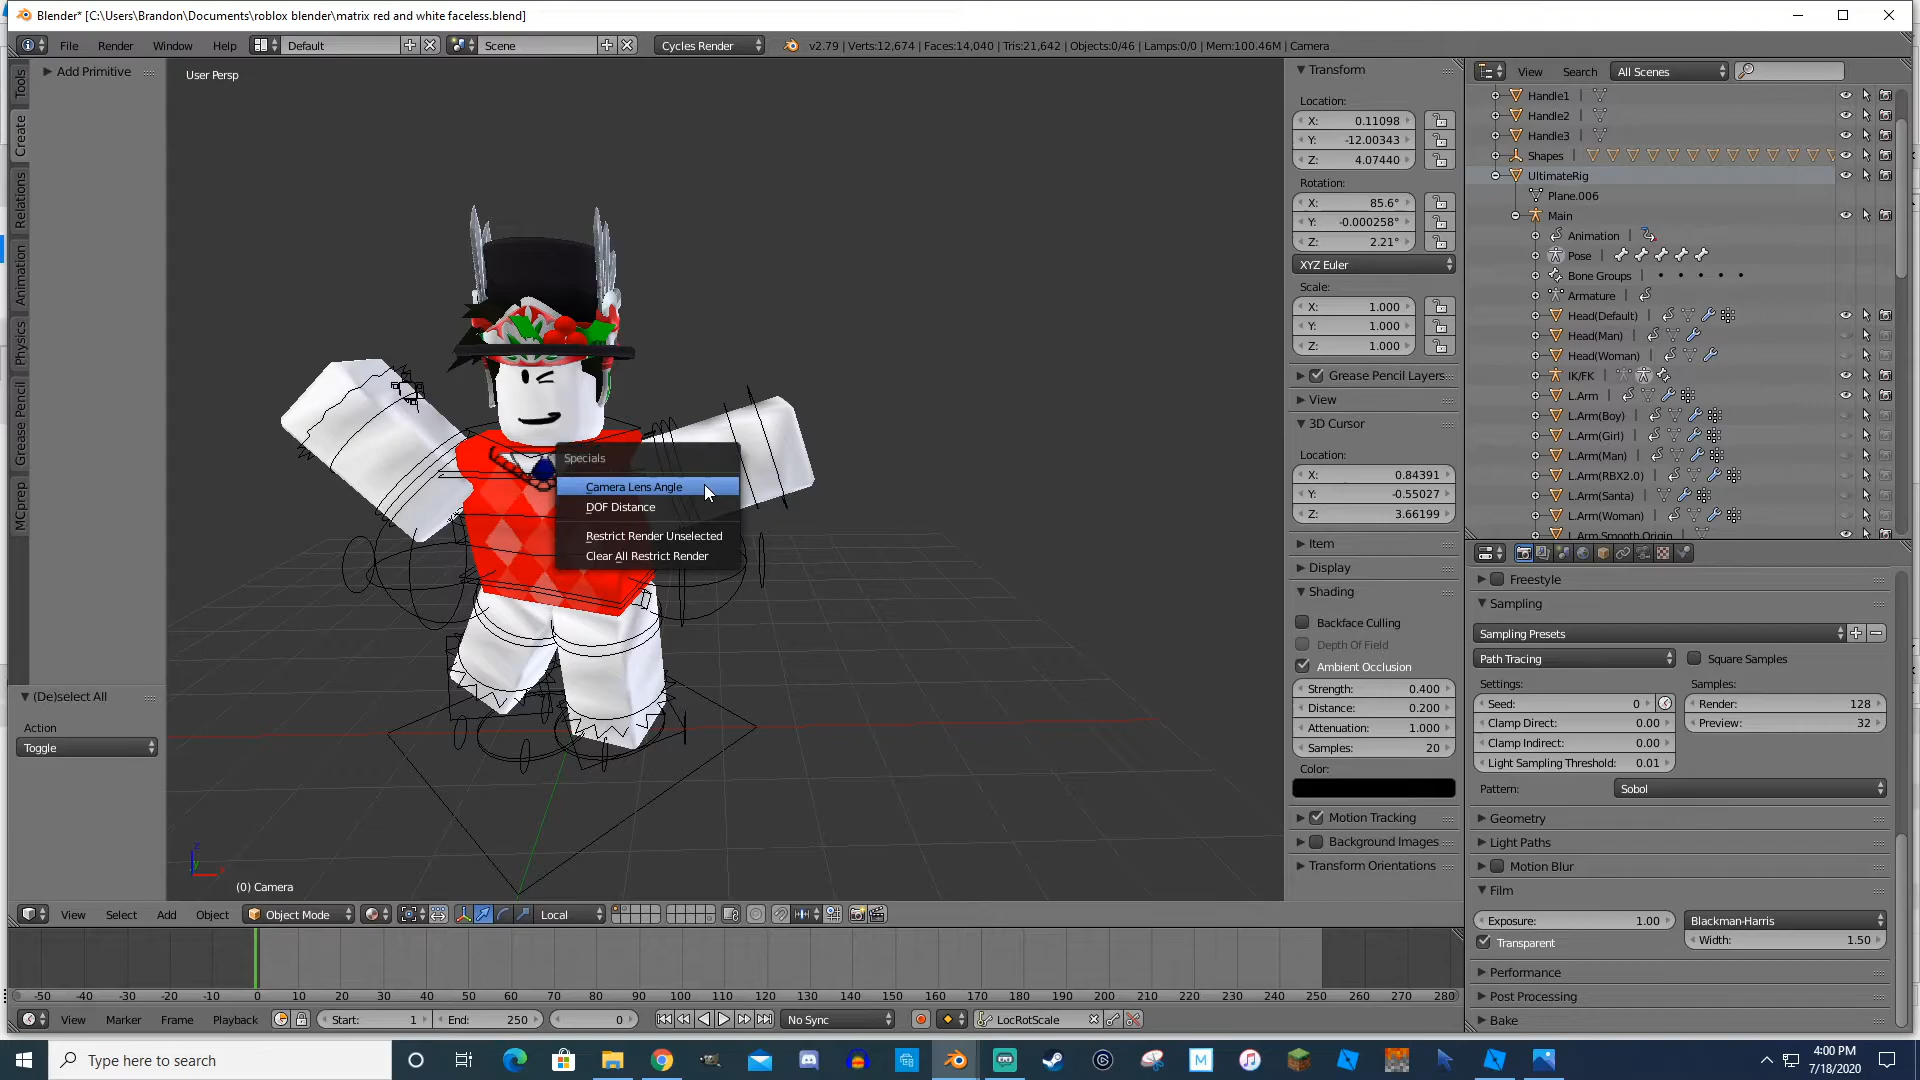 Blender* [C:\Users\Brandon\Documents\roblox blender\matrix red and white faceless.blend]
File Render Window Help Default Scene Cycles Render v2.79 | Verts:12,674 | Faces:14,040 | Tris:21,642 | Objects:0/46 | Lamps:0/0 | Mem:100.46M | Camera
Add Primitive
Tools
Create
Relations
Animation
Physics
Grease Pencil
MCprep
(De)select All
Action
Toggle
User Persp
Specials
Camera Lens Angle
DOF Distance
Restrict Render Unselected
Clear All Restrict Render
(0) Camera
Transform
Location:
X: 0.11098
Y: -12.00343
Z: 4.07440
Rotation:
X: 85.6°
Y: -0.000258°
Z: 2.21°
XYZ Euler
Scale:
X: 1.000
Y: 1.000
Z: 1.000
Grease Pencil Layers
View
3D Cursor
Location:
X: 0.84391
Y: -0.55027
Z: 3.66199
Item
Display
Shading
Backface Culling
Depth Of Field
Ambient Occlusion
Strength: 0.400
Distance: 0.200
Attenuation: 1.000
Samples: 20
Color:
Motion Tracking
Background Images
Transform Orientations
View Search All Scenes
Handle1
Handle2
Handle3
Shapes
UltimateRig
Plane.006
Main
Animation
Pose
Bone Groups
Armature
Head(Default)
Head(Man)
Head(Woman)
IK/FK
L.Arm
L.Arm(Boy)
L.Arm(Girl)
L.Arm(Man)
L.Arm(RBX2.0)
L.Arm(Santa)
L.Arm(Woman)
L.Arm Smooth Origin
Freestyle
Sampling
Sampling Presets
Path Tracing Square Samples
Settings: Samples:
Seed: 0 Render: 128
Clamp Direct: 0.00 Preview: 32
Clamp Indirect: 0.00
Light Sampling Threshold: 0.01
Pattern: Sobol
Geometry
Light Paths
Motion Blur
Film
Exposure: 1.00 Blackman-Harris
Transparent Width: 1.50
Performance
Post Processing
Bake
View Select Add Object Object Mode Local
-50 -40 -30 -20 -10 0 10 20 30 40 50 60 70 80 90 100 110 120 130 140 150 160 170 180 190 200 210 220 230 240 250 260 270 280
View Marker Frame Playback Start: 1 End: 250 0 No Sync LocRotScale
Type here to search
4:00 PM
7/18/2020